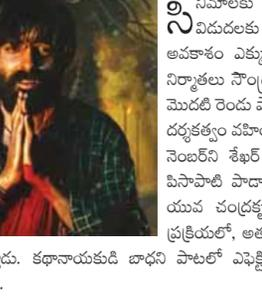 సినిమాలకు
విడుదలకు
అవకాశం ఎక్కు
నిర్మాతలు సౌండ్ర
మొదటి రెండు ప
దర్శకత్వం వహిం
నెంబర్‌ని శేఖర్
పిసాపాటి పాడా
యువ చంద్రకృ
ప్రక్రియలో, అత
డు. కథానాయకుడి బాధని పాటలో ఎఫెక్టి